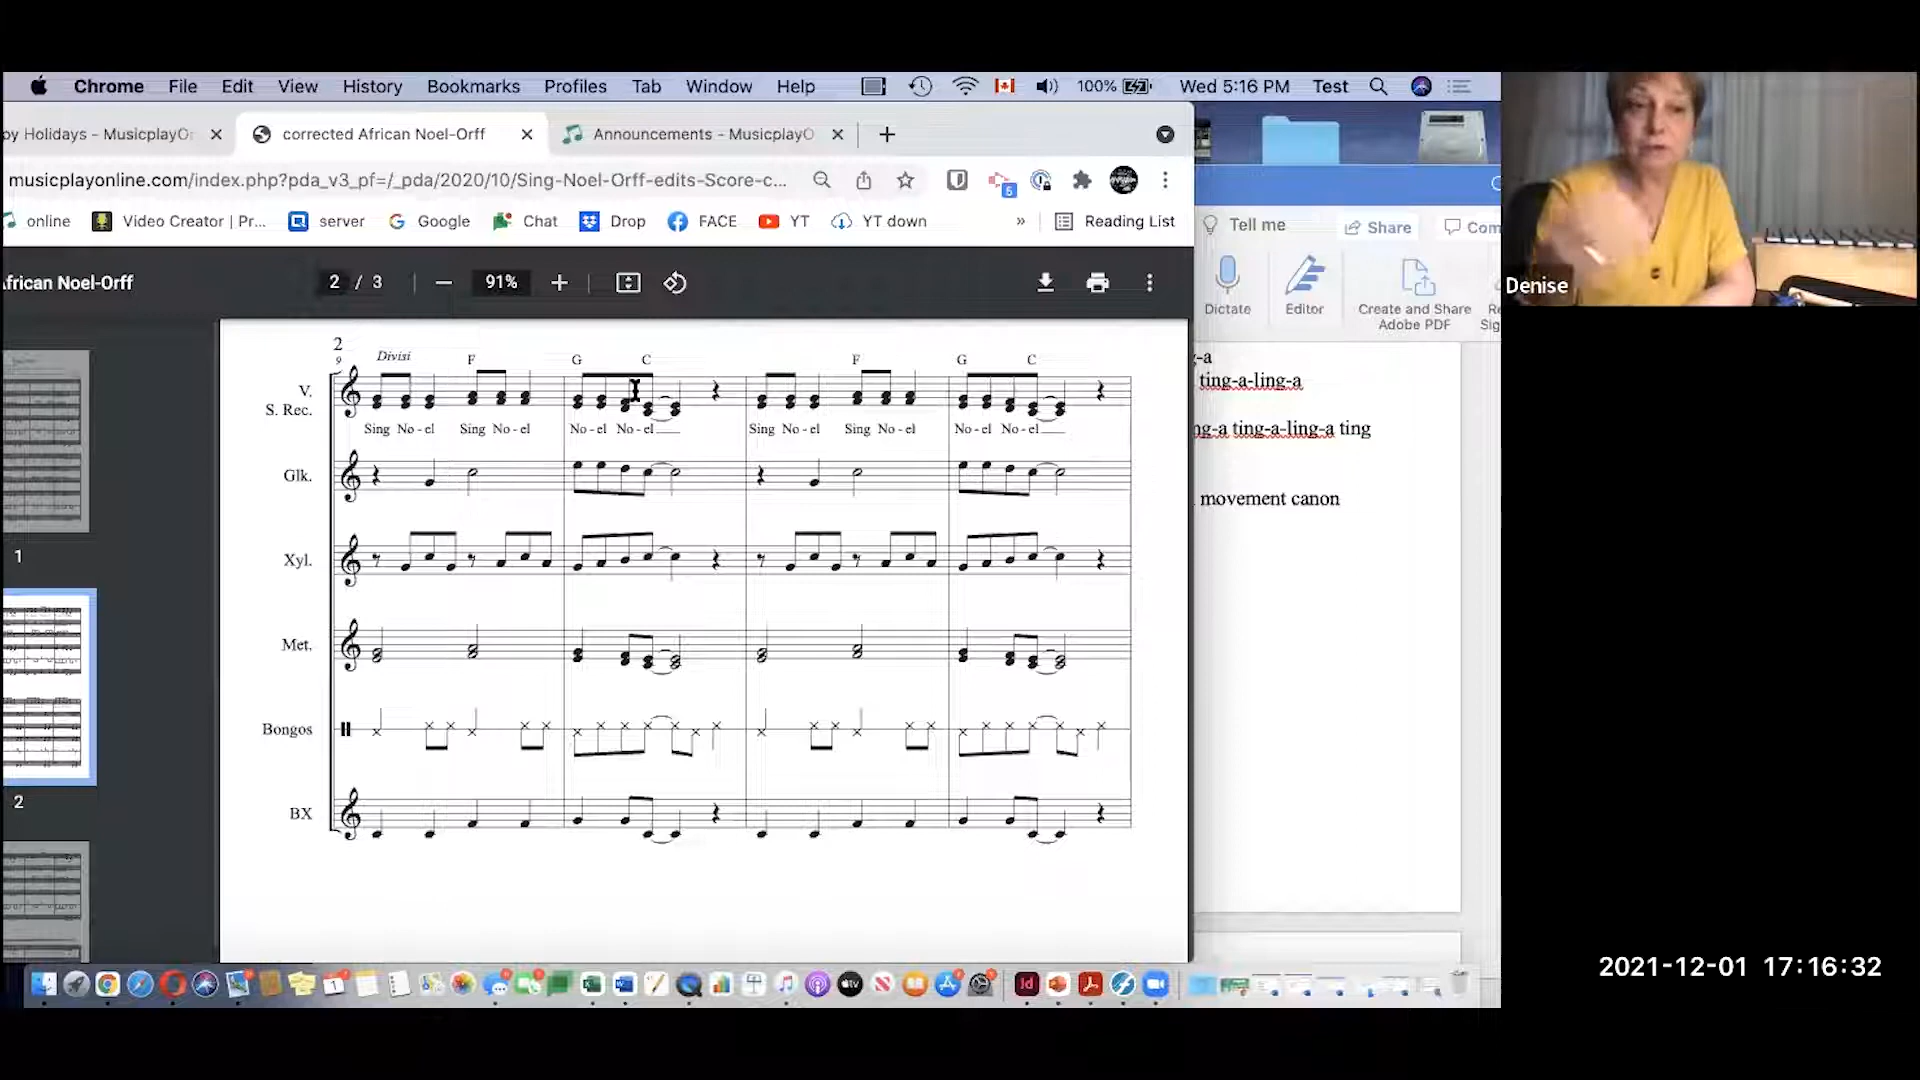 Chrome File Edit View History Bookmarks Profiles Tab Window Help 100% Wed 5:16 PM Test
py Holidays - MusicplayO corrected African Noel-Orff Announcements - MusicplayO
musicplayonline.com/index.php?pda_v3_pf=/_pda/2020/10/Sing-Noel-Orff-edits-Score-c... 5
online Video Creator | Pr... server Google Chat Drop FACE YT YT down » Reading List
Tell me Share Com
African Noel-Orff 2 / 3 91%
Dictate Editor Create and Share
Adobe PDF
Denise
2
9 Divisi F G C F G C
V.
S. Rec.
Sing No - el Sing No - el No - el No - el Sing No - el Sing No - el No - el No - el
Glk.
Xyl.
Met.
Bongos
BX
1
2
-a
ting-a-ling-a
ng-a ting-a-ling-a ting
movement canon
2021-12-01 17:16:32